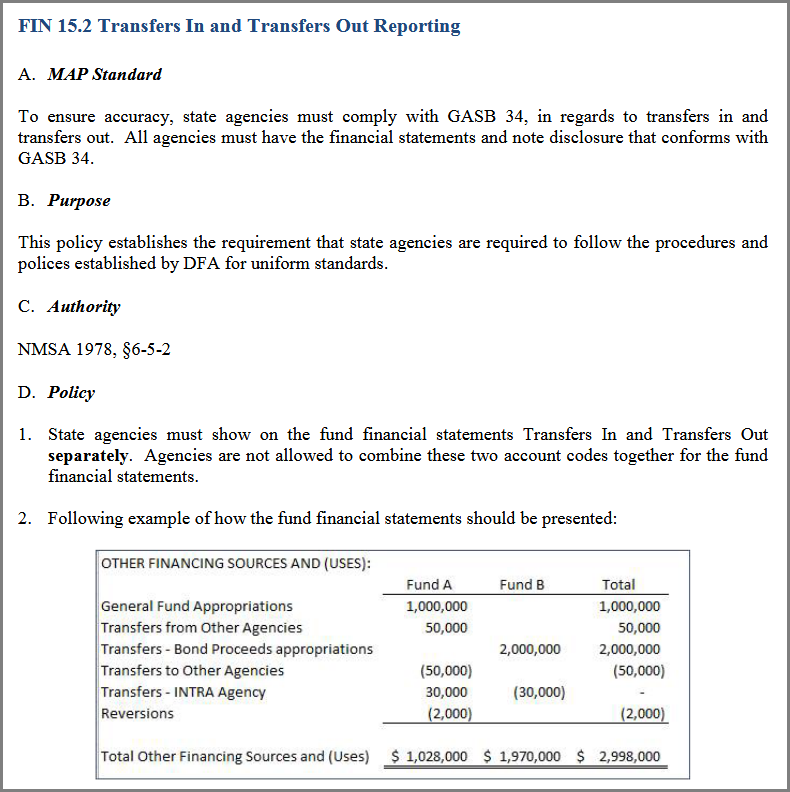 FIN 15.2 Transfers In and Transfers Out Reporting
A. MAP Standard
To ensure accuracy, state agencies must comply with GASB 34, in regards to transfers in and
transfers out. All agencies must have the financial statements and note disclosure that conforms with
GASB 34.
B. Purpose
This policy establishes the requirement that state agencies are required to follow the procedures and
polices established by DFA for uniform standards.
C. Authority
NMSA 1978, §6-5-2
D. Policy
1. State agencies must show on the fund financial statements Transfers In and Transfers Out
separately. Agencies are not allowed to combine these two account codes together for the fund
financial statements.
2. Following example of how the fund financial statements should be presented:
OTHER FINANCING SOURCES AND (USES):
Fund A Fund B Total
General Fund Appropriations 1,000,000 1,000,000
Transfers from Other Agencies 50,000 50,000
Transfers - Bond Proceeds appropriations 2,000,000 2,000,000
Transfers to Other Agencies (50,000) (50,000)
Transfers - INTRA Agency 30,000 (30,000) -
Reversions (2,000) (2,000)
Total Other Financing Sources and (Uses) $ 1,028,000 $ 1,970,000 $ 2,998,000